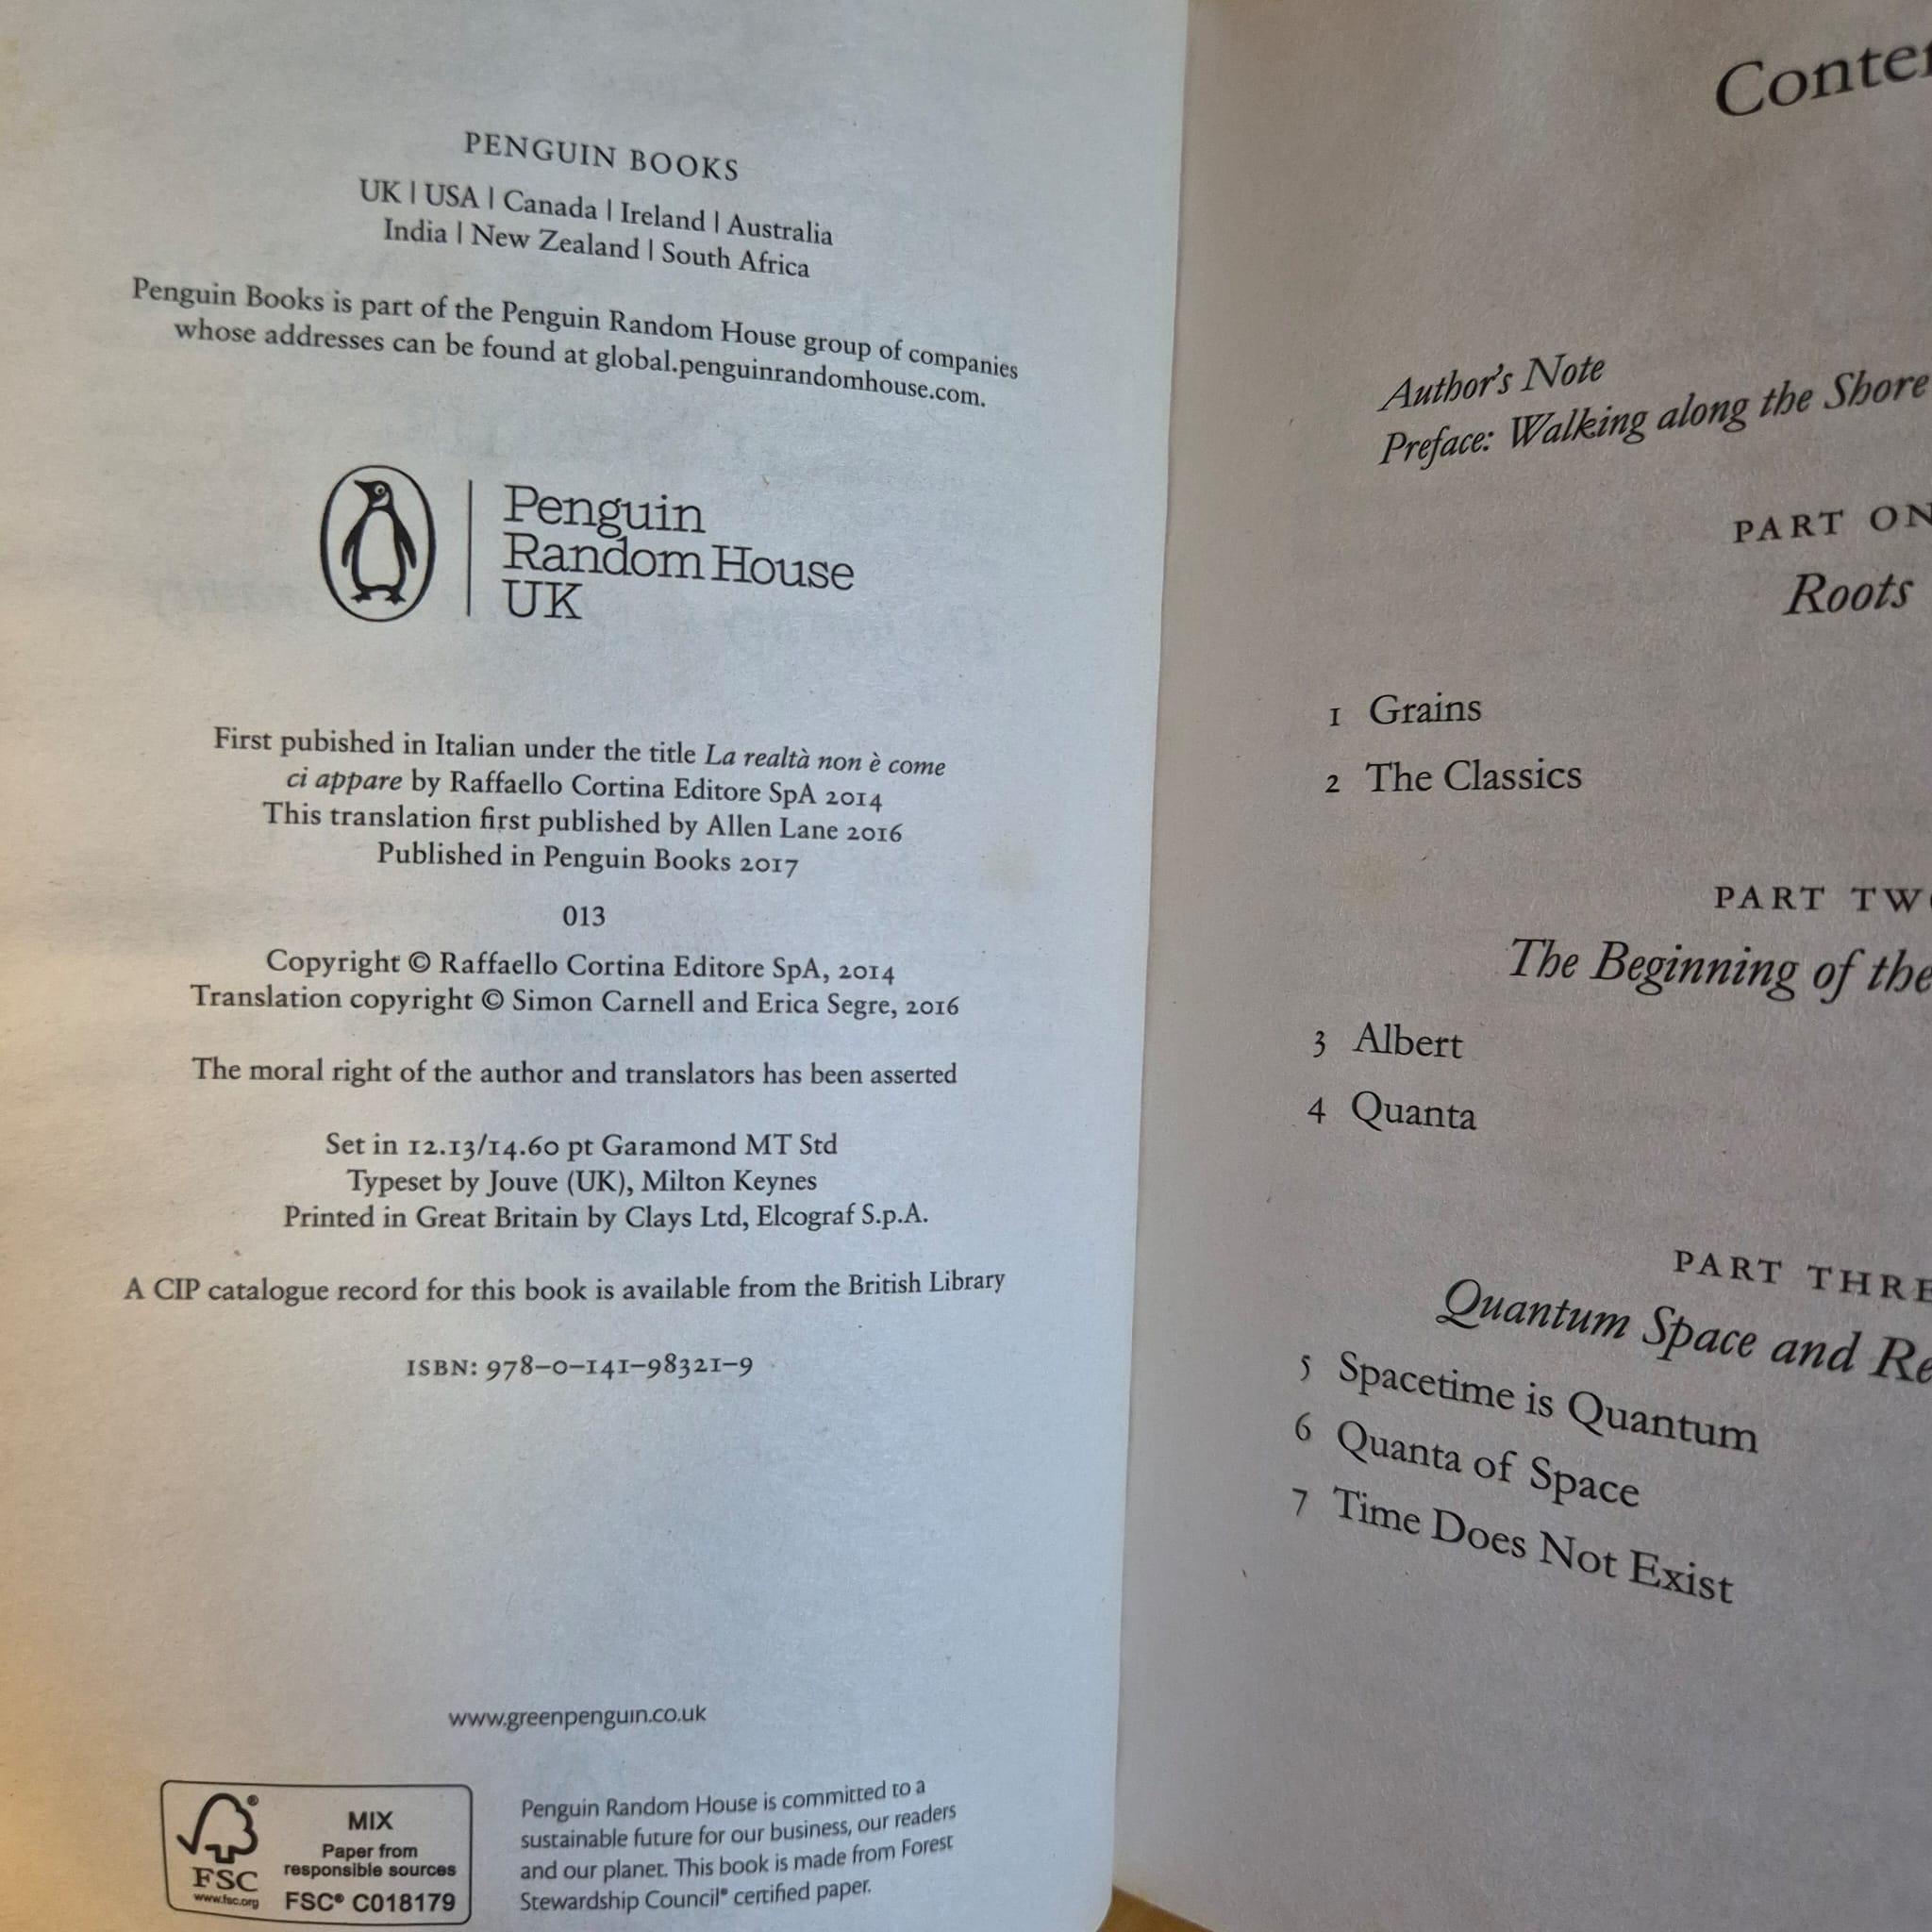 PENGUIN BOOKS
UK | USA | Canada | Ireland | Australia
India | New Zealand | South Africa
Penguin Books is part of the Penguin Random House group of companies
whose addresses can be found at global.penguinrandomhouse.com.
Penguin
Random House
UK
First pubished in Italian under the title La realtà non è come
ci appare by Raffaello Cortina Editore SpA 2014
This translation first published by Allen Lane 2016
Published in Penguin Books 2017
013
Copyright © Raffaello Cortina Editore SpA, 2014
Translation copyright © Simon Carnell and Erica Segre, 2016
The moral right of the author and translators has been asserted
Set in 12.13/14.60 pt Garamond MT Std
Typeset by Jouve (UK), Milton Keynes
Printed in Great Britain by Clays Ltd, Elcograf S.p.A.
A CIP catalogue record for this book is available from the British Library
ISBN: 978–0–141–98321–9
www.greenpenguin.co.uk
FSC®
www.fsc.org
MIX
Paper from
responsible sources
FSC® C018179
Penguin Random House is committed to a
sustainable future for our business, our readers
and our planet. This book is made from Forest
Stewardship Council® certified paper.
Author's Note
Preface: Walking along the Shore
PART
Roots
1 Grains
2 The Classics
PART
The Beginning of the
3 Albert
4 Quanta
PART
Quantum Space and
5 Spacetime is Quantum
6 Quanta of Space
7 Time Does Not Exist